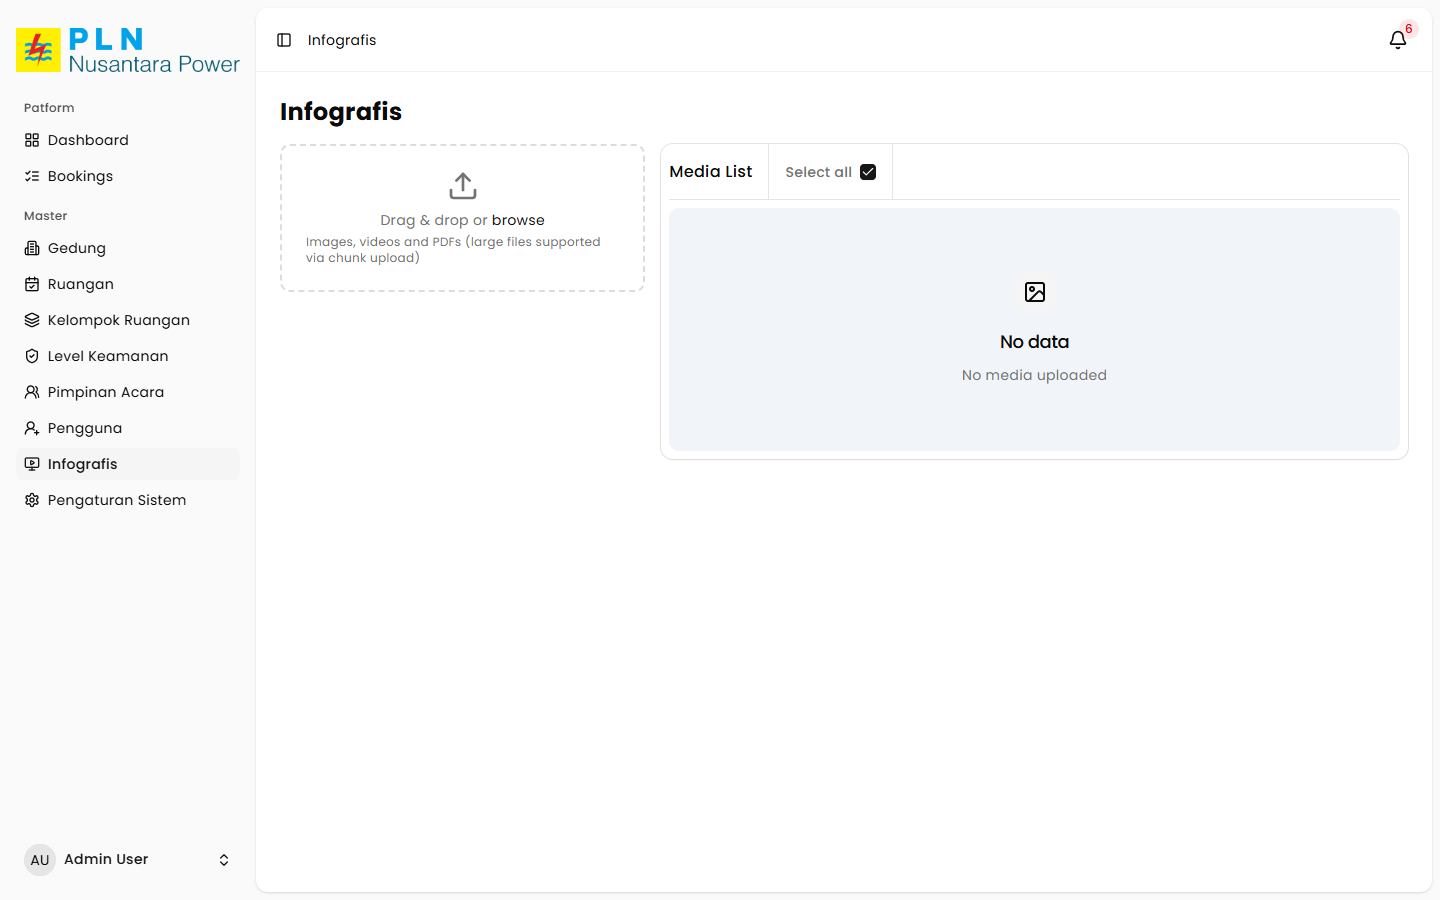 PLN
Nusantara Power
Patform
Dashboard
Bookings
Master
Gedung
Ruangan
Kelompok Ruangan
Level Keamanan
Pimpinan Acara
Pengguna
Infografis
Pengaturan Sistem
AU
Admin User
Infografis
6
Infografis
Drag & drop or browse
Images, videos and PDFs (large files supported
via chunk upload)
Media List
Select all
No data
No media uploaded